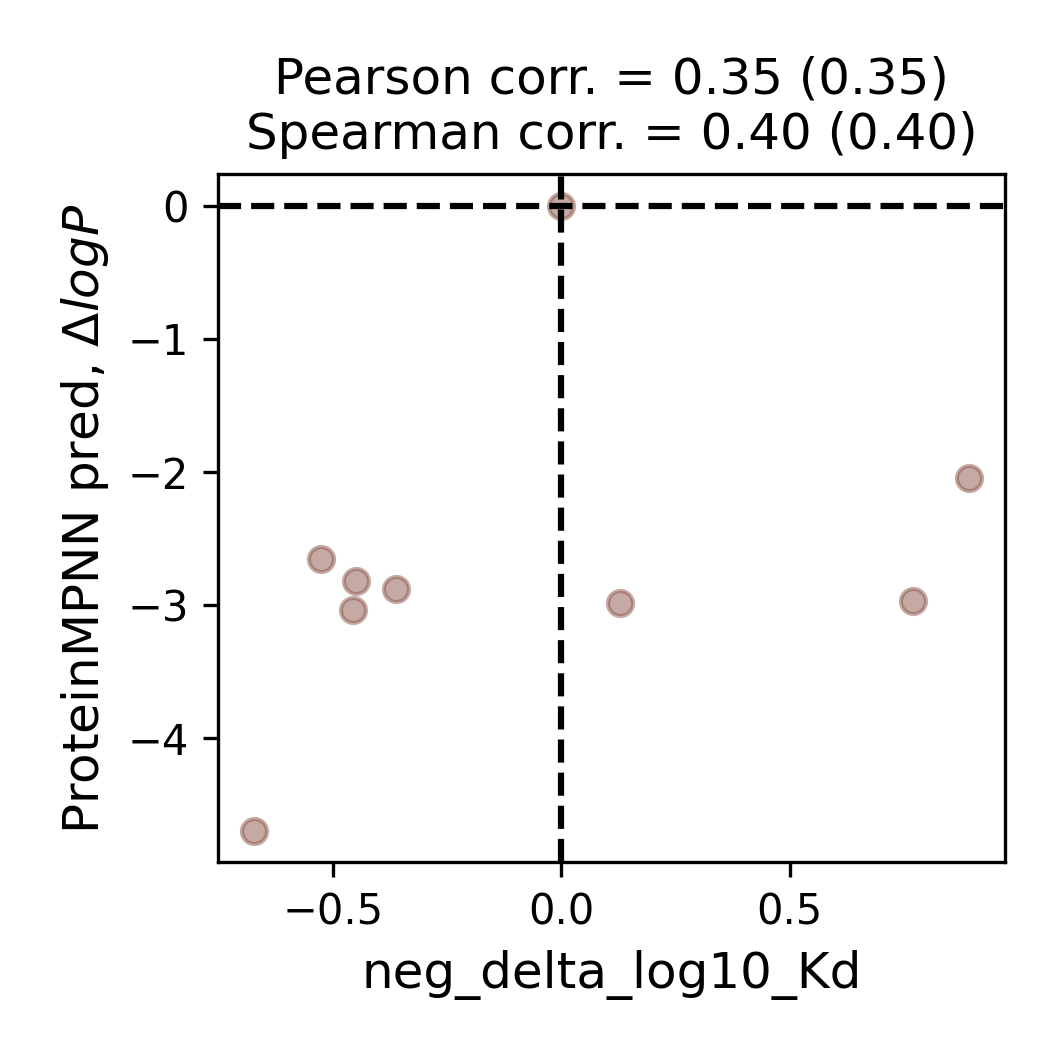 Pearson corr. = 0.35 (0.35)
Spearman corr. = 0.40 (0.40)
ProteinMPNN pred, ΔlogP
0
−1
−2
−3
−4
−0.5
0.0
0.5
neg_delta_log10_Kd